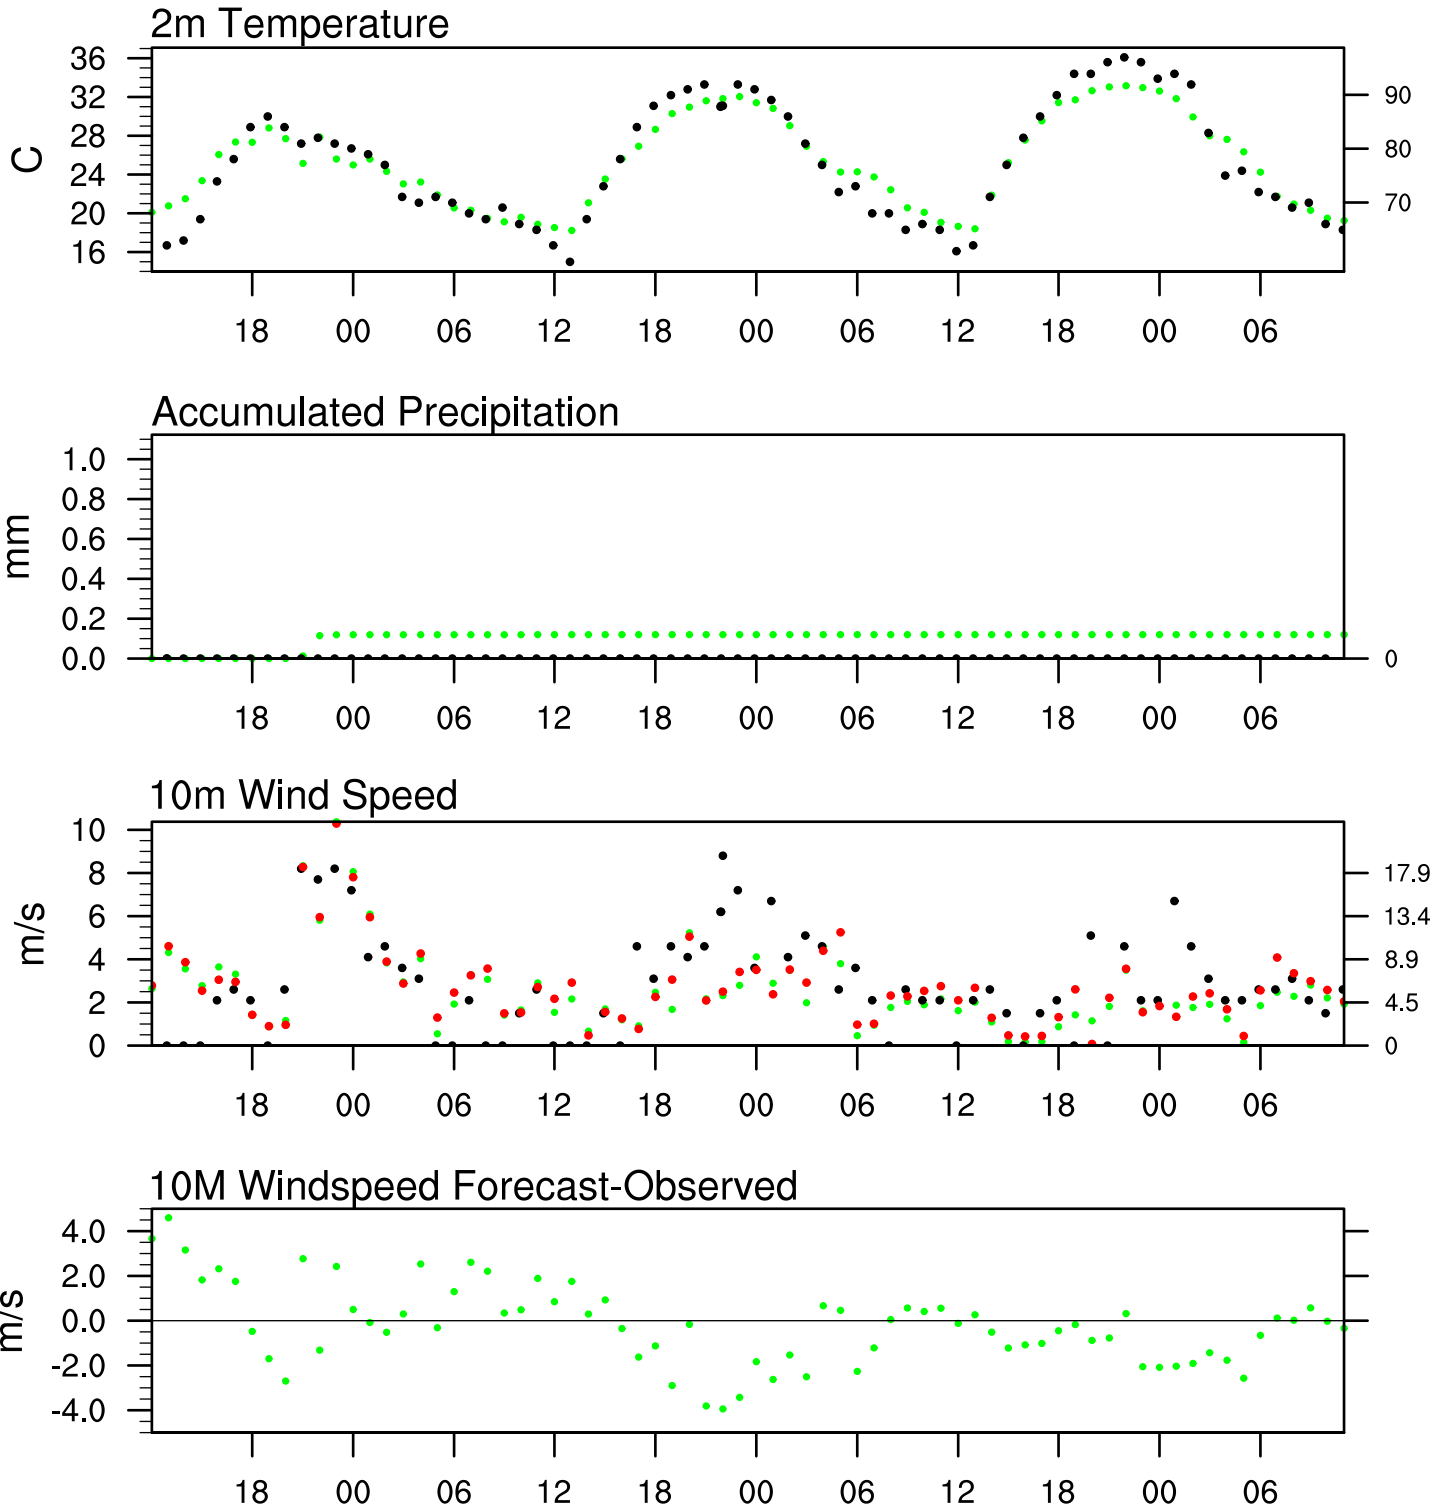 2m Temperature
36
32
28
24
20
16
C
90
80
70
18 00 06 12 18 00 06 12 18 00 06
Accumulated Precipitation
1.0
0.8
0.6
0.4
0.2
0.0
mm
0
18 00 06 12 18 00 06 12 18 00 06
10m Wind Speed
10
8
6
4
2
0
m/s
17.9
13.4
8.9
4.5
0
18 00 06 12 18 00 06 12 18 00 06
10M Windspeed Forecast-Observed
4.0
2.0
0.0
-2.0
-4.0
m/s
18 00 06 12 18 00 06 12 18 00 06